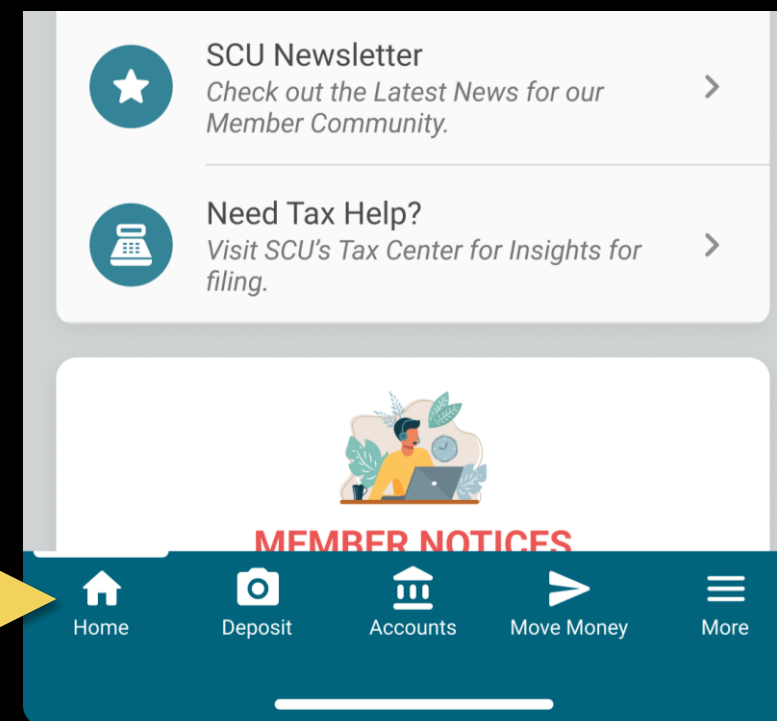 SCU Newsletter
Check out the Latest News for our
Member Community.
Need Tax Help?
Visit SCU's Tax Center for Insights for
filing.
MEMBER NOTICES
Home Deposit Accounts Move Money More